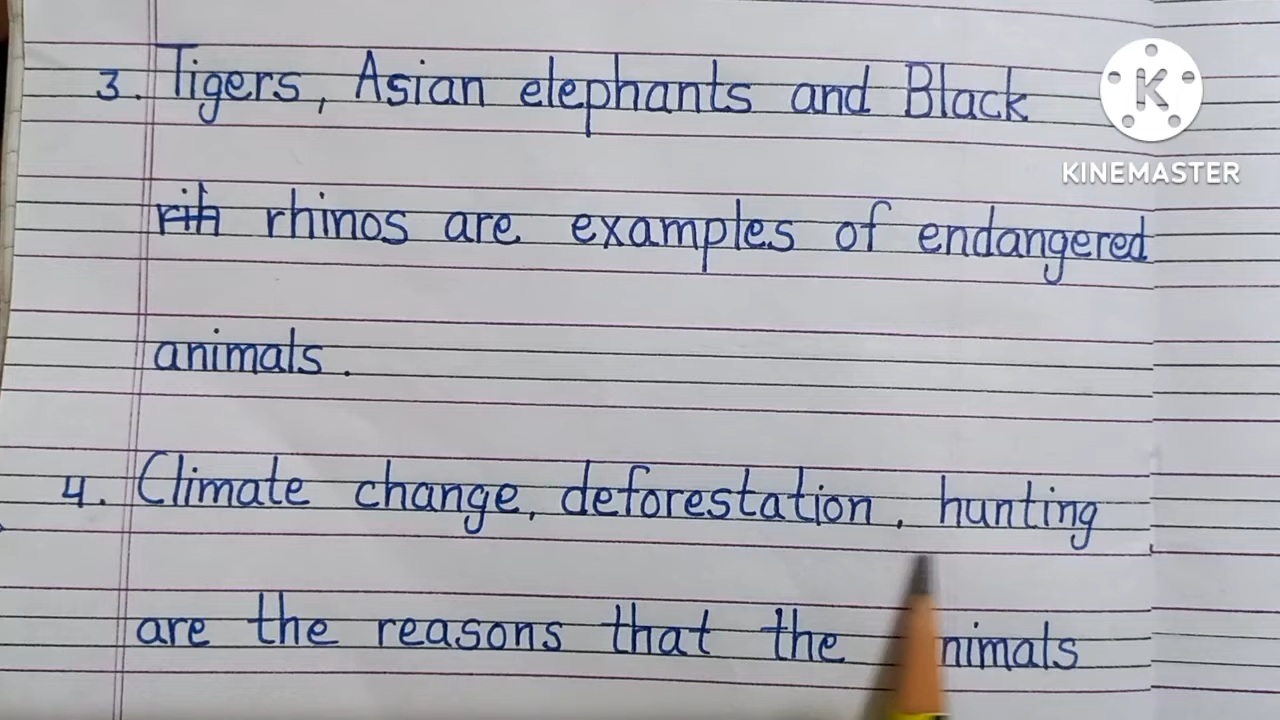 3. Tigers, Asian elephants and Black
rih rhinos are examples of endangered
animals.
4. Climate change, deforestation, hunting
are the reasons that the nimals
K
KINEMASTER